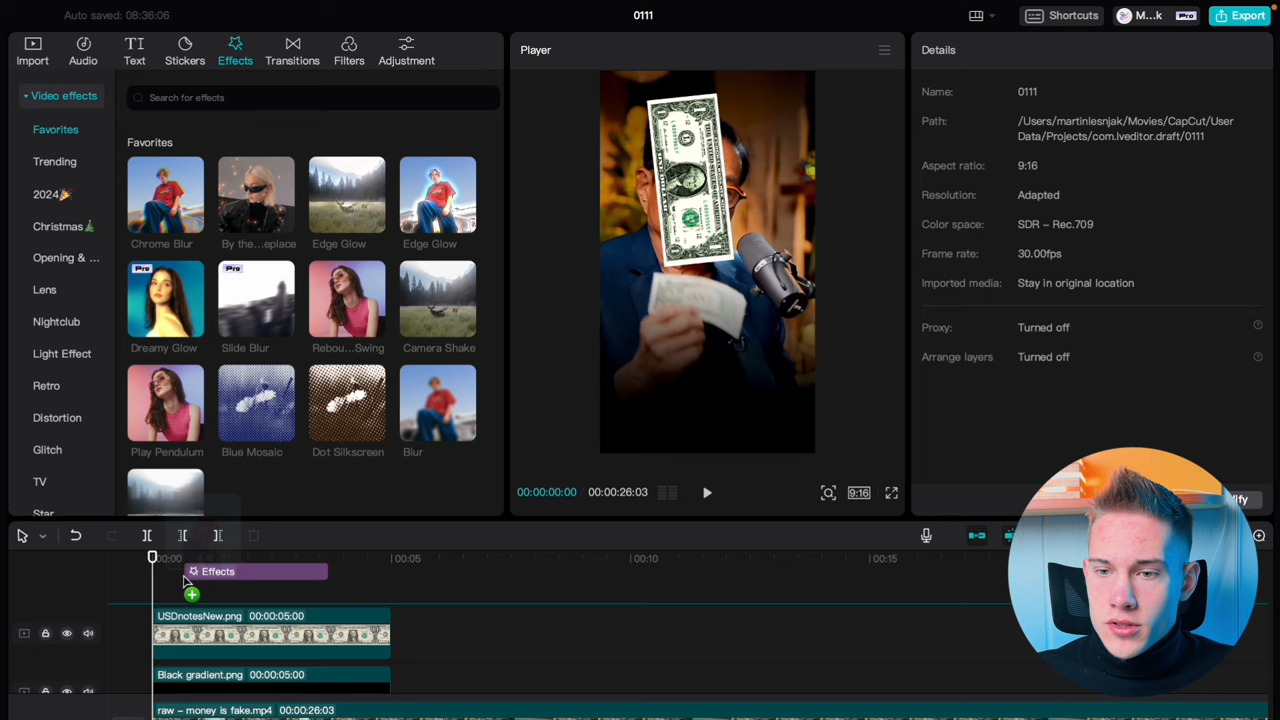 Auto saved: 08:36:06
0111
Shortcuts
M...k
Pro
Export
Import
Audio
Text
Stickers
Effects
Transitions
Filters
Adjustment
Player
Details
Video effects
Favorites
Trending
2024🎉
Christmas🎄
Opening & ...
Lens
Nightclub
Light Effect
Retro
Distortion
Glitch
TV
Star
Search for effects
Favorites
Chrome Blur
By the...eplace
Edge Glow
Edge Glow
Pro
Pro
Dreamy Glow
Slide Blur
Rebou...Swing
Camera Shake
Play Pendulum
Blue Mosaic
Dot Silkscreen
Blur
00:00:00:00
00:00:26:03
9:16
Name:
0111
Path:
/Users/martinlesnjak/Movies/CapCut/User
Data/Projects/com.lveditor.draft/0111
Aspect ratio:
9:16
Resolution:
Adapted
Color space:
SDR – Rec.709
Frame rate:
30.00fps
Imported media:
Stay in original location
Proxy:
Turned off
Arrange layers
Turned off
00:00
00:05
00:10
00:15
Effects
USDnotesNew.png 00:00:05:00
Black gradient.png 00:00:05:00
raw – money is fake.mp4 00:00:26:03